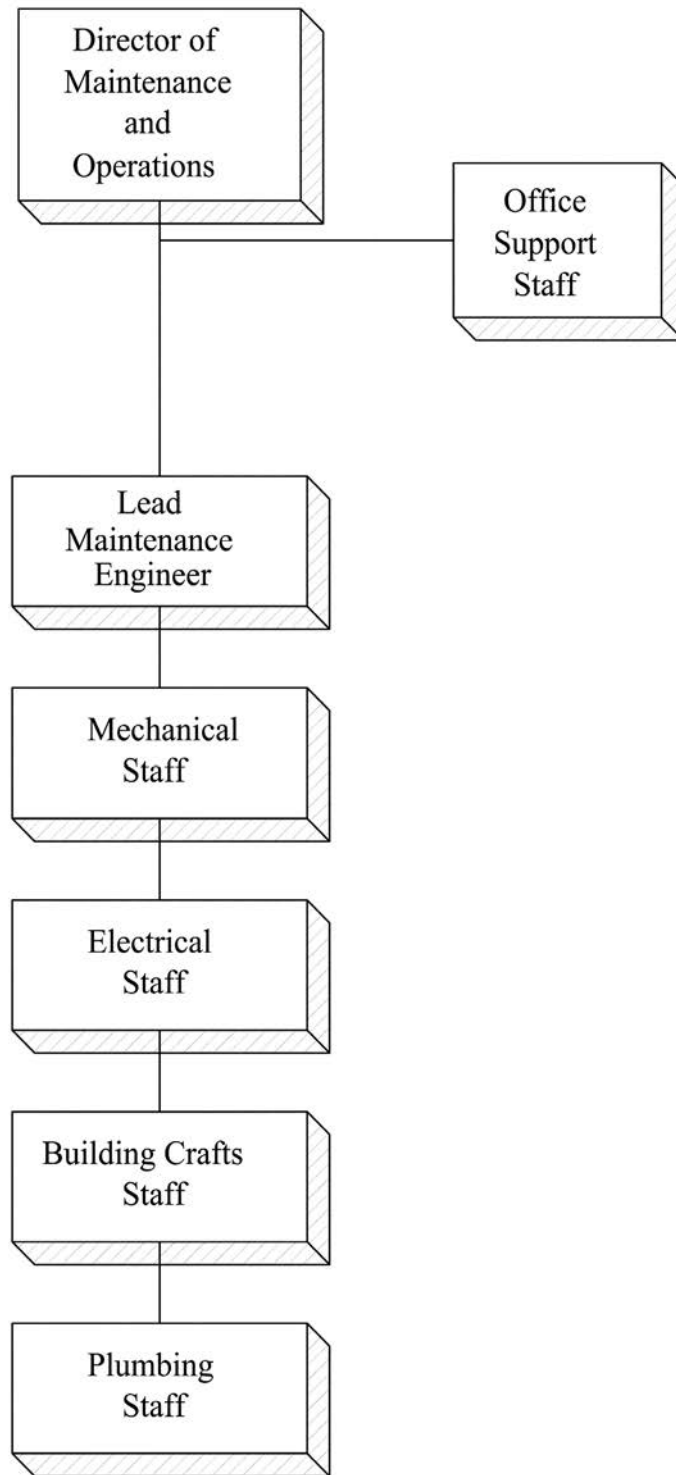 Director of
Maintenance
and
Operations
Office
Support
Staff
Lead
Maintenance
Engineer
Mechanical
Staff
Electrical
Staff
Building Crafts
Staff
Plumbing
Staff